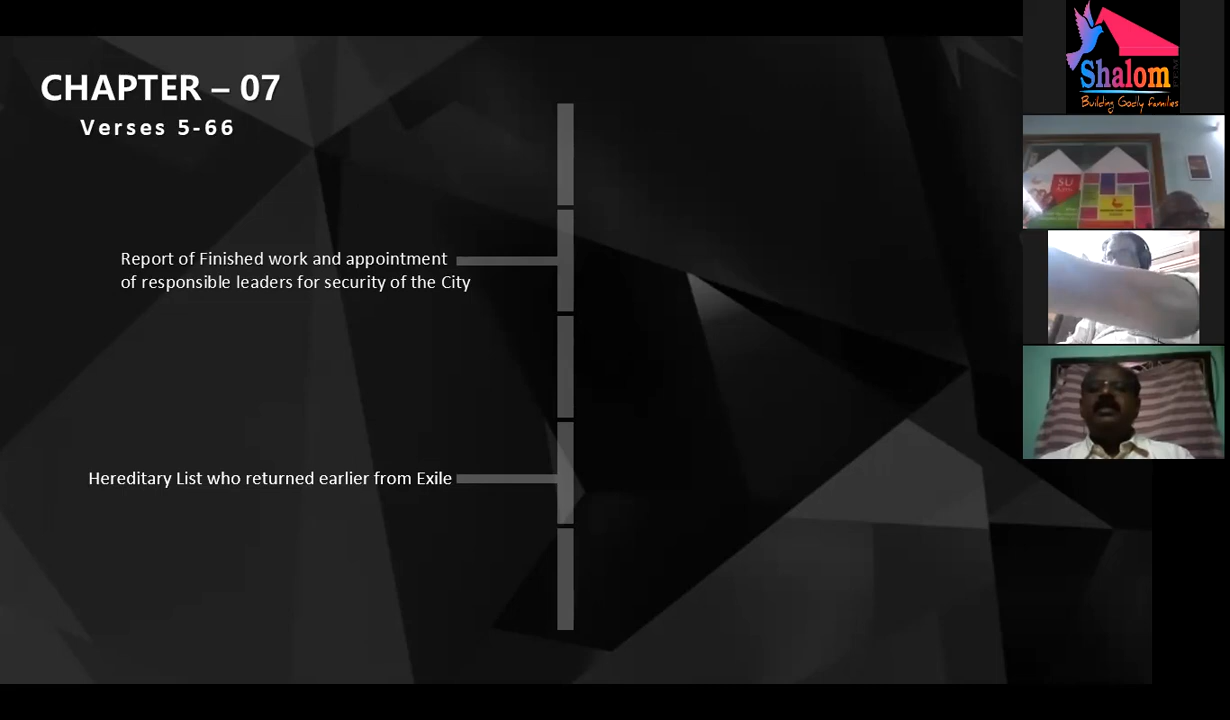 CHAPTER – 07
Verses 5-66
Report of Finished work and appointment
of responsible leaders for security of the City
Hereditary List who returned earlier from Exile
Shalom
Building Godly families
SU